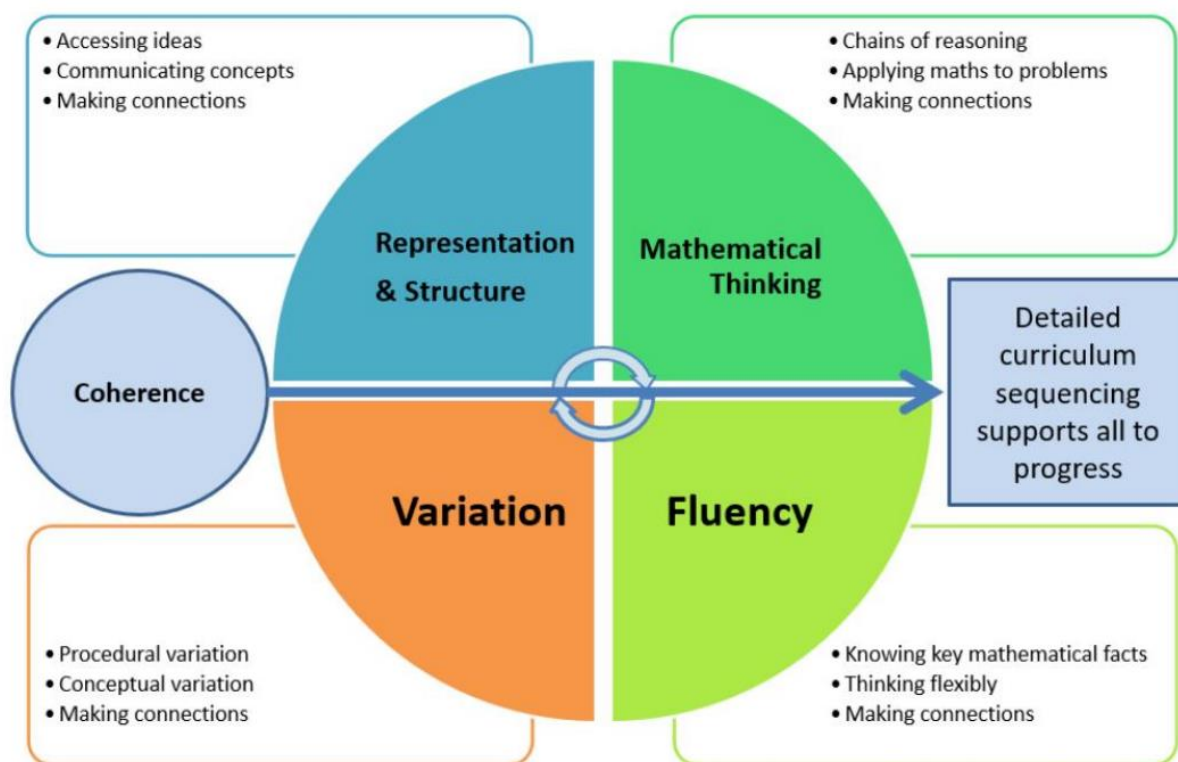 • Accessing ideas
• Communicating concepts
• Making connections
• Chains of reasoning
• Applying maths to problems
• Making connections
Representation
& Structure
Mathematical
Thinking
Coherence
Detailed
curriculum
sequencing
supports all to
progress
Variation
Fluency
• Procedural variation
• Conceptual variation
• Making connections
• Knowing key mathematical facts
• Thinking flexibly
• Making connections